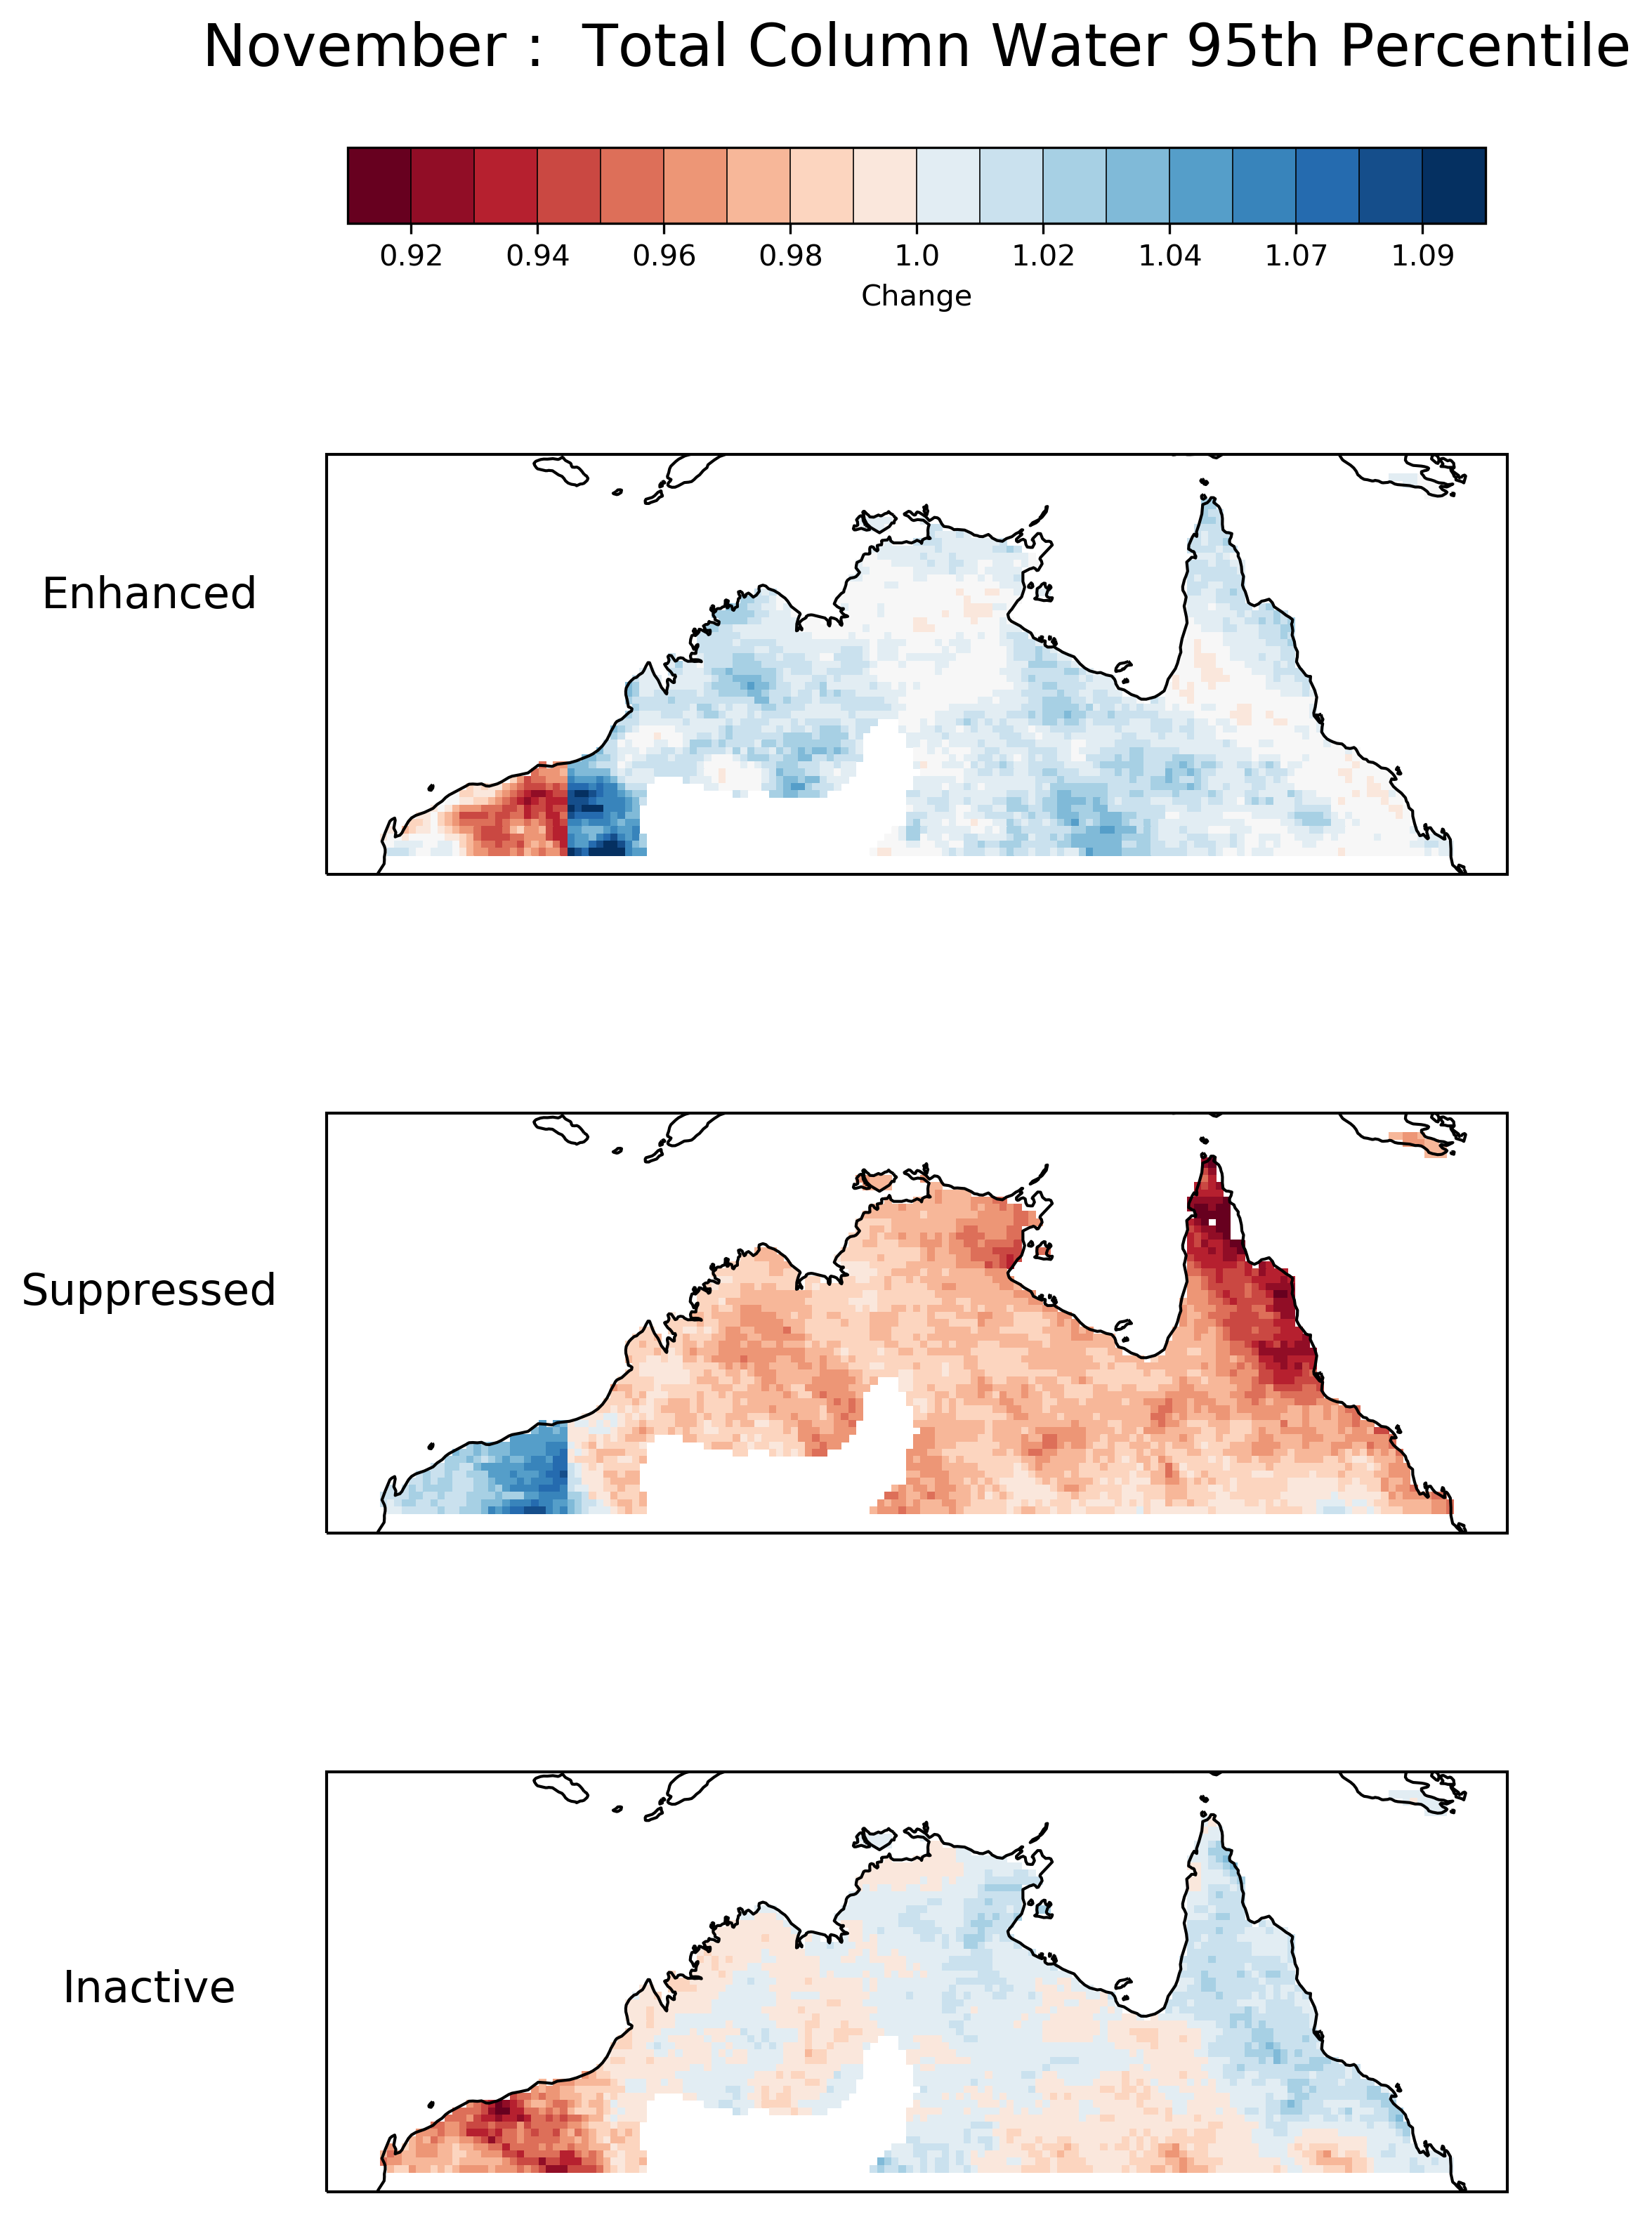 November :  Total Column Water 95th Percentile
0.92 0.94 0.96 0.98 1.0 1.02 1.04 1.07 1.09
Change
Enhanced
Suppressed
Inactive